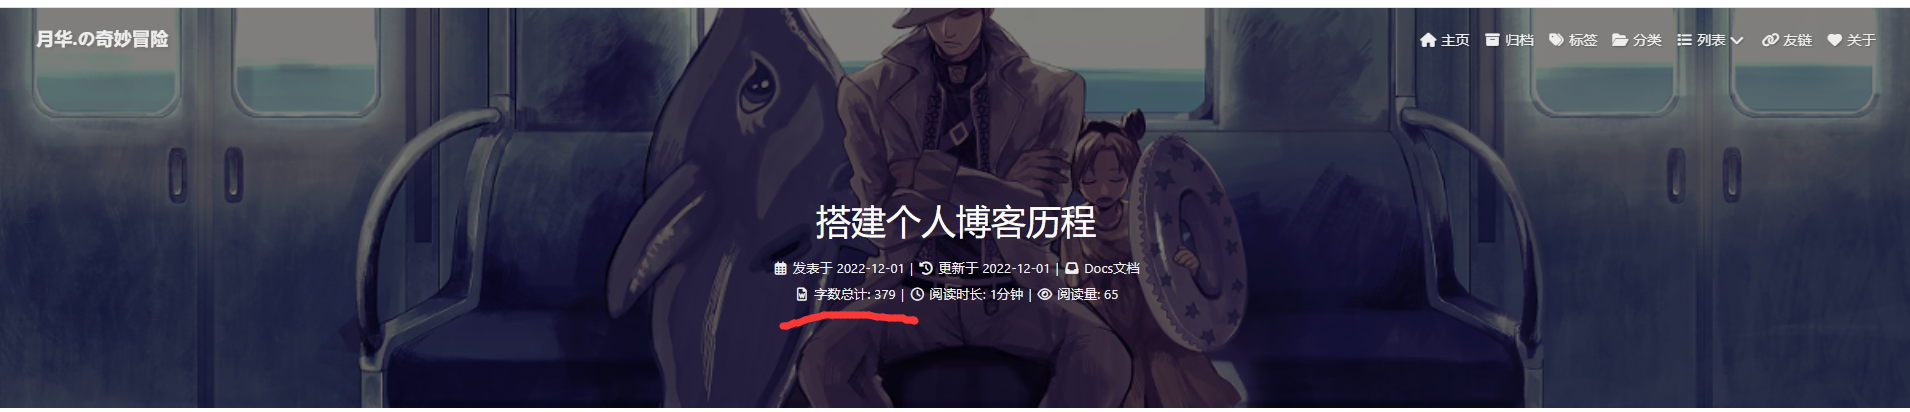 月华.の奇妙冒险
主页 归档 标签 分类 列表 友链 关于
搭建个人博客历程
发表于 2022-12-01 | 更新于 2022-12-01 | Docs文档
字数总计: 379 | 阅读时长: 1分钟 | 阅读量: 65